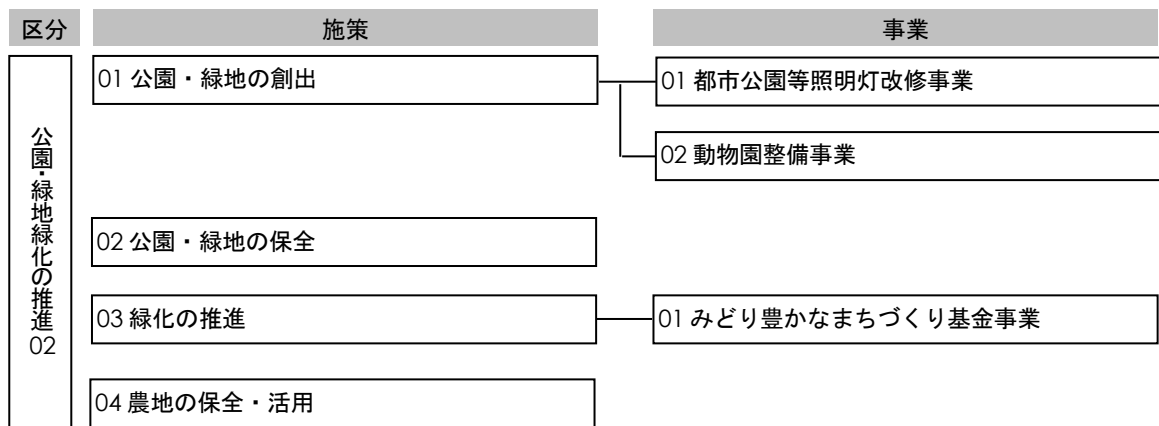 区分 施策 事業
公園・緑地緑化の推進 02
01 公園・緑地の創出
01 都市公園等照明灯改修事業
02 動物園整備事業
02 公園・緑地の保全
03 緑化の推進
01 みどり豊かなまちづくり基金事業
04 農地の保全・活用